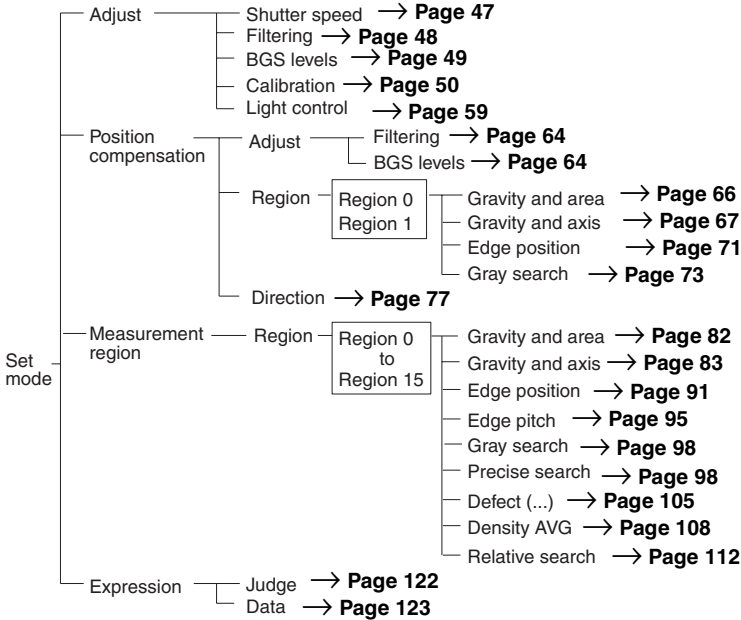 Adjust Shutter speed → Page 47
Filtering → Page 48
BGS levels → Page 49
Calibration → Page 50
Light control → Page 59
Position compensation Adjust Filtering → Page 64
BGS levels → Page 64
Region Region 0 Gravity and area → Page 66
Region 1 Gravity and axis → Page 67
Edge position → Page 71
Gray search → Page 73
Direction → Page 77
Set mode
Measurement region Region Region 0 to Region 15 Gravity and area → Page 82
Gravity and axis → Page 83
Edge position → Page 91
Edge pitch → Page 95
Gray search → Page 98
Precise search → Page 98
Defect (...) → Page 105
Density AVG → Page 108
Relative search → Page 112
Expression Judge → Page 122
Data → Page 123